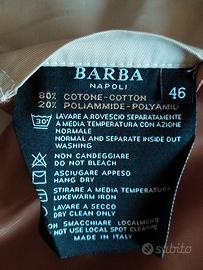 BARBA
NAPOLI
80% COTONE-COTTON
20% POLIAMMIDE-POLYAMID
46
30°
LAVARE A ROVESCIO SEPARATAMENTE
A MEDIA TEMPERATURA CON AZIONE
NORMALE
NORMAL AND SEPARATE INSIDE OUT
WASHING
NON CANDEGGIARE
DO NOT BLEACH
ASCIUGARE APPESO
HANG DRY
STIRARE A MEDIA TEMPERATURA
LUKEWARM IRON
LAVARE A SECCO
DRY CLEAN ONLY
NON SMACCHIARE LOCALMENTE
NOT USE LOCAL SPOT CLEANING
MADE IN ITALY
subito